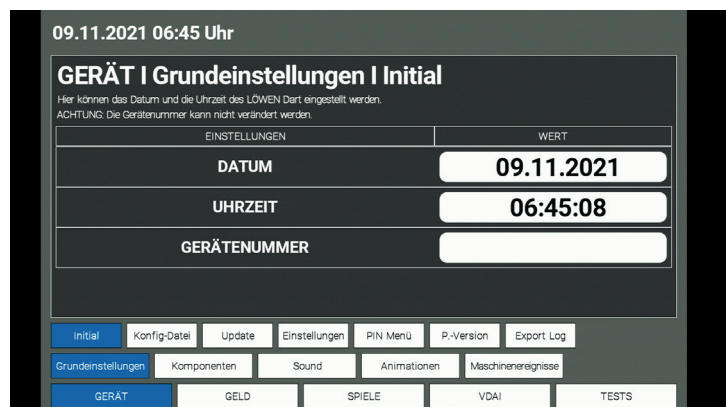 09.11.2021 06:45 Uhr
GERÄT I Grundeinstellungen I Initial
Hier können das Datum und die Uhrzeit des LÖWEN Dart eingestellt werden.
ACHTUNG: Die Gerätenummer kann nicht verändert werden.
EINSTELLUNGEN WERT
DATUM 09.11.2021
UHRZEIT 06:45:08
GERÄTENUMMER
Initial Konfig-Datei Update Einstellungen PIN Menü P.-Version Export Log
Grundeinstellungen Komponenten Sound Animationen Maschinenereignisse
GERÄT GELD SPIELE VDAI TESTS